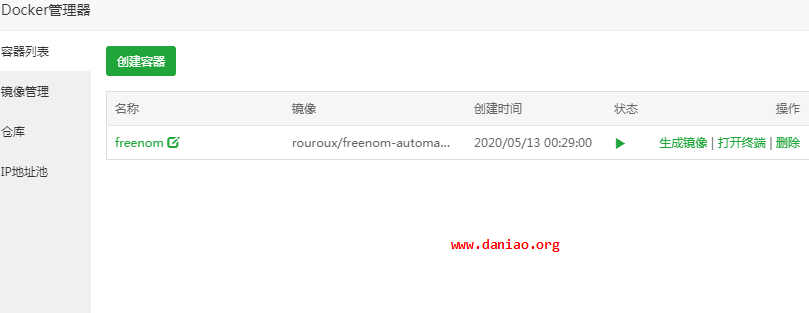 Docker管理器
容器列表
镜像管理
仓库
IP地址池
创建容器
名称 镜像 创建时间 状态 操作
freenom rouroux/freenom-automa... 2020/05/13 00:29:00 生成镜像 | 打开终端 | 删除
www.daniao.org